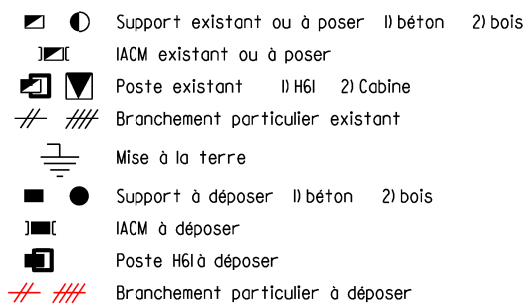 Support existant ou à poser 1) béton 2) bois
IACM existant ou à poser
Poste existant 1) H61 2) Cabine
Branchement particulier existant
Mise à la terre
Support à déposer 1) béton 2) bois
IACM à déposer
Poste H61 à déposer
Branchement particulier à déposer